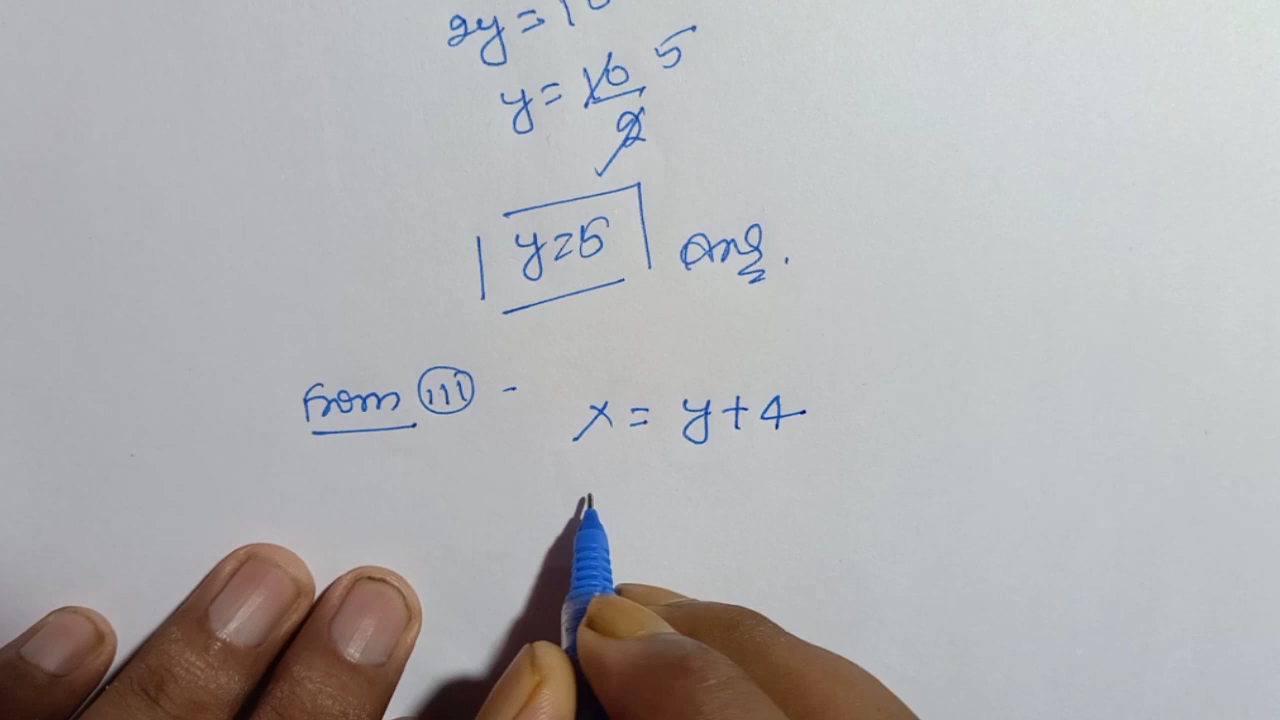 2y = 10
y = 10/2 5
y = 5 Ans.
From (iii) - x = y + 4